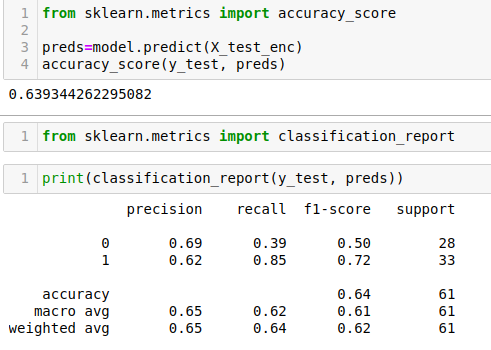 1 from sklearn.metrics import accuracy_score
2
3 preds=model.predict(X_test_enc)
4 accuracy_score(y_test, preds)
0.639344262295082
1 from sklearn.metrics import classification_report
1 print(classification_report(y_test, preds))
precision recall f1-score support
0 0.69 0.39 0.50 28
1 0.62 0.85 0.72 33
accuracy 0.64 61
macro avg 0.65 0.62 0.61 61
weighted avg 0.65 0.64 0.62 61